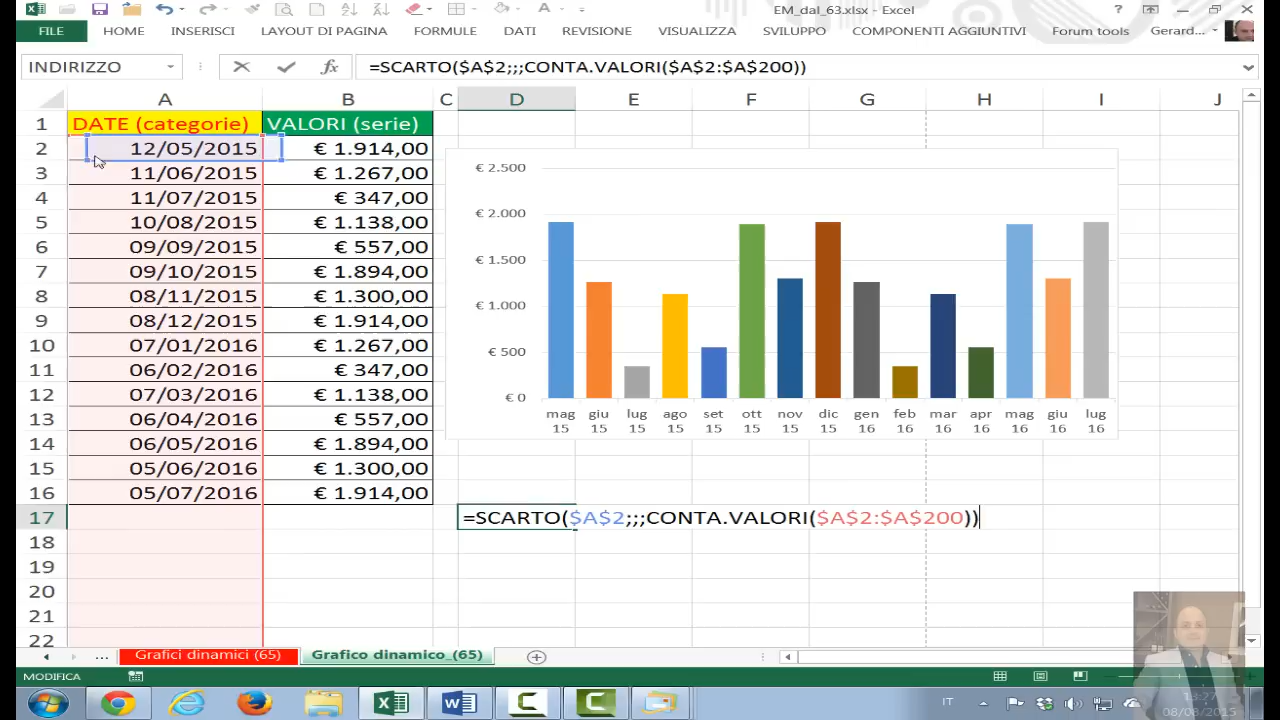 EM_dal_63.xlsx - Excel
FILE HOME INSERISCI LAYOUT DI PAGINA FORMULE DATI REVISIONE VISUALIZZA SVILUPPO COMPONENTI AGGIUNTIVI Forum tools Gerard...
INDIRIZZO fx =SCARTO($A$2;;;CONTA.VALORI($A$2:$A$200))
A B C D E F G H I J
1 DATE (categorie) VALORI (serie)
2 12/05/2015 € 1.914,00
3 11/06/2015 € 1.267,00
4 11/07/2015 € 347,00
5 10/08/2015 € 1.138,00
6 09/09/2015 € 557,00
7 09/10/2015 € 1.894,00
8 08/11/2015 € 1.300,00
9 08/12/2015 € 1.914,00
10 07/01/2016 € 1.267,00
11 06/02/2016 € 347,00
12 07/03/2016 € 1.138,00
13 06/04/2016 € 557,00
14 06/05/2016 € 1.894,00
15 05/06/2016 € 1.300,00
16 05/07/2016 € 1.914,00
17
18
19
20
21
22
€ 2.500
€ 2.000
€ 1.500
€ 1.000
€ 500
€ 0
mag giu lug ago set ott nov dic gen feb mar apr mag giu lug
15 15 15 15 15 15 15 15 16 16 16 16 16 16 16
=SCARTO($A$2;;;CONTA.VALORI($A$2:$A$200))
... Grafici dinamici (65) Grafico dinamico_(65)
MODIFICA
IT
13:27
08/08/2015